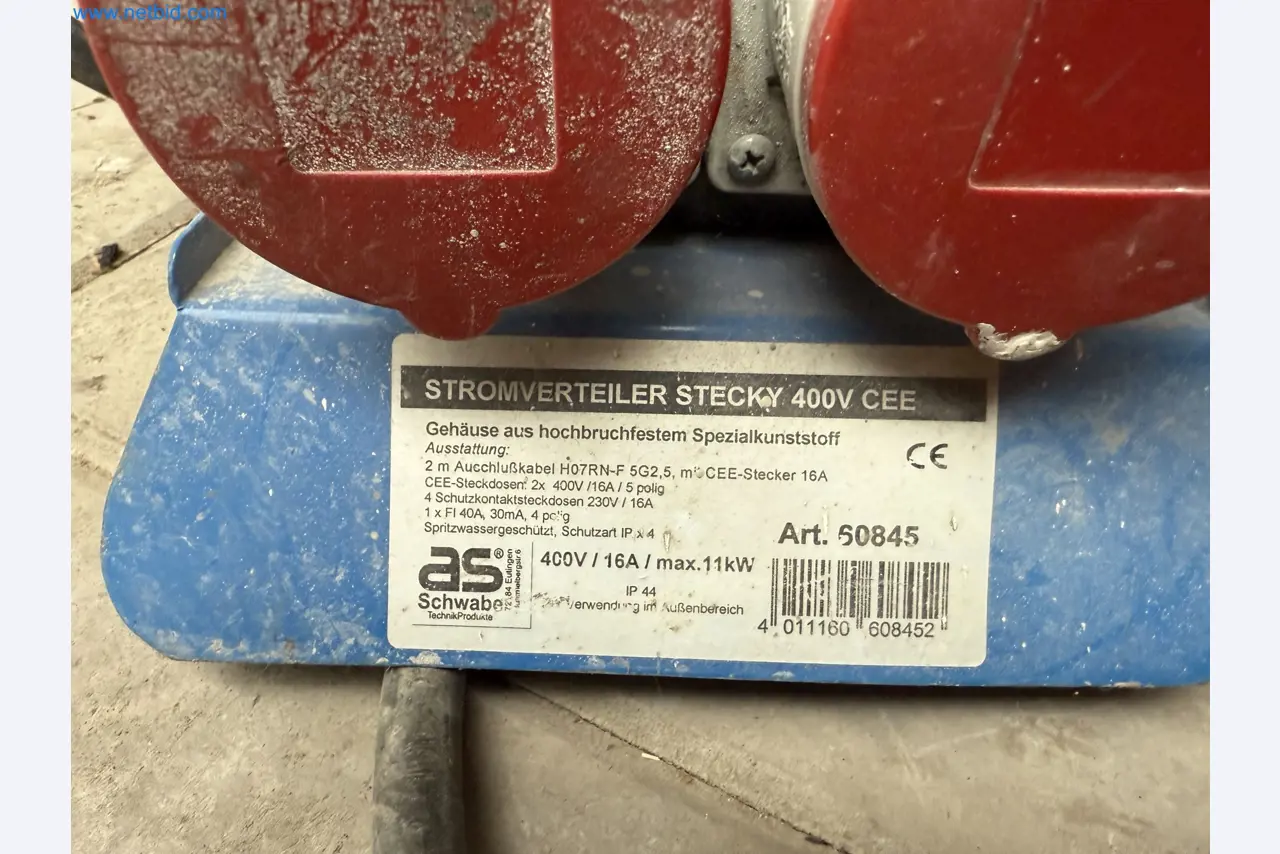 www.netbid.com
STROMVERTEILER STECKY 400V CEE
Gehäuse aus hochbruchfestem Spezialkunststoff
Ausstattung:
2 m Aucchlußkabel H07RN-F 5G2,5, mit CEE-Stecker 16A
CEE-Steckdosen: 2x 400V /16A / 5 polig
4 Schutzkontaktsteckdosen 230V / 16A
1 x FI 40A, 30mA, 4 polig
Spritzwassergeschützt, Schutzart IP x 4
CE
Art. 60845
as®
Schwabe
TechnikProdukte
Eutingen
400V / 16A / max.11kW
IP 44
Verwendung im Außenbereich
4 011160 608452